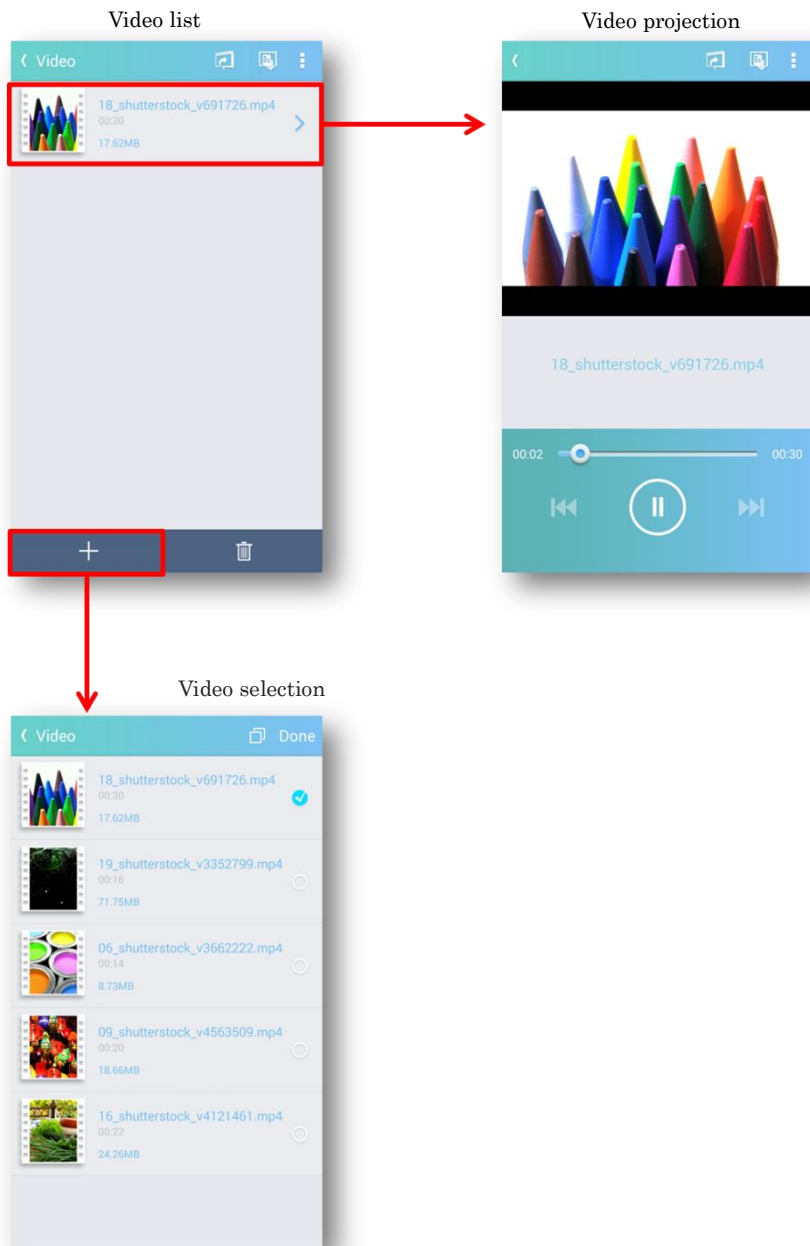 Video list
Video
18_shutterstock_v691726.mp4
00:30
17.62MB
Video projection
18_shutterstock_v691726.mp4
00:02
00:30
Video selection
Video
Done
18_shutterstock_v691726.mp4
00:30
17.62MB
19_shutterstock_v3352799.mp4
00:16
71.75MB
06_shutterstock_v3662222.mp4
00:14
8.73MB
09_shutterstock_v4563509.mp4
00:20
18.66MB
16_shutterstock_v4121461.mp4
00:22
24.26MB